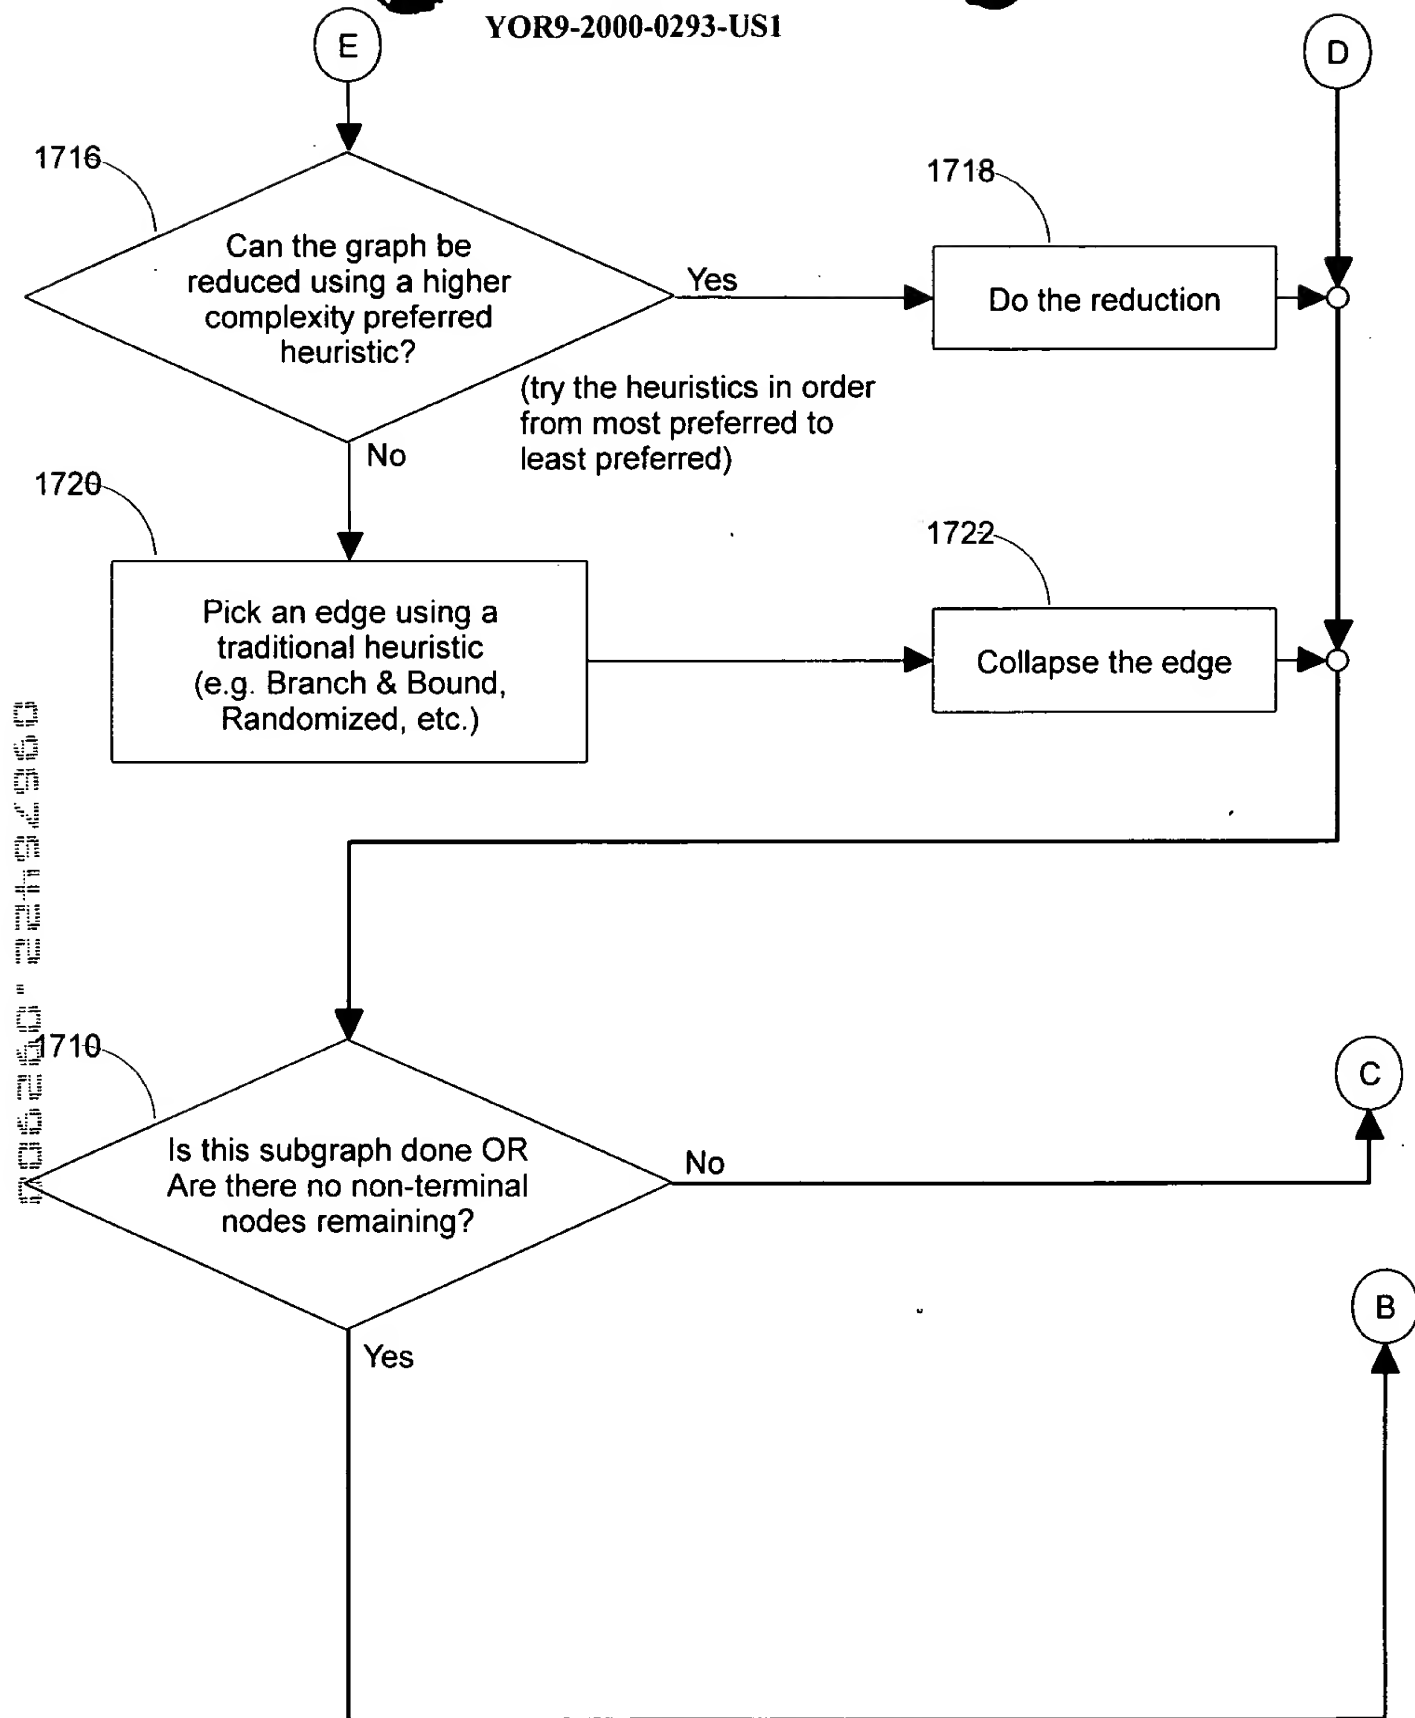 YOR9-2000-0293-US1
E
D
1716
1718
Can the graph be
reduced using a higher
complexity preferred
heuristic?
Yes
Do the reduction
(try the heuristics in order
from most preferred to
least preferred)
No
1720
1722
Pick an edge using a
traditional heuristic
(e.g. Branch & Bound,
Randomized, etc.)
Collapse the edge
09676422.092900
1710
C
Is this subgraph done OR
Are there no non-terminal
nodes remaining?
No
B
Yes